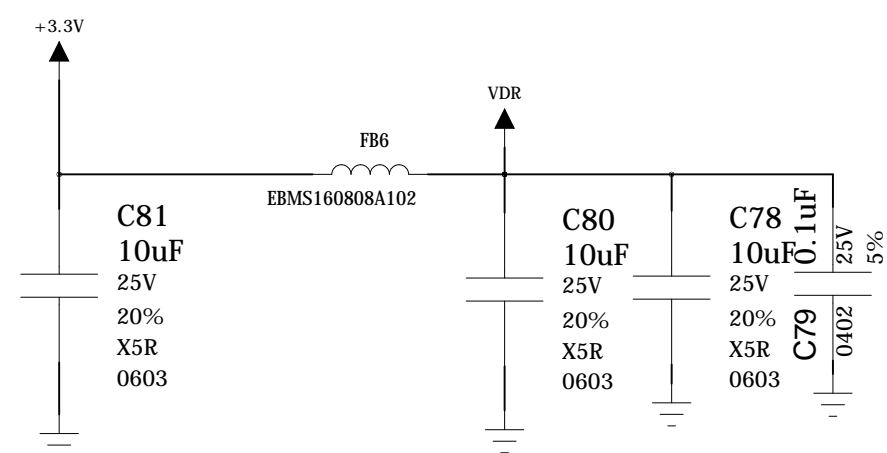 +3.3V
VDR
FB6
EBMS160808A102
C81
10uF
25V
20%
X5R
0603
C80
10uF
25V
20%
X5R
0603
C78
10uF
25V
20%
X5R
0603
C79
0.1uF
0402
25V
5%